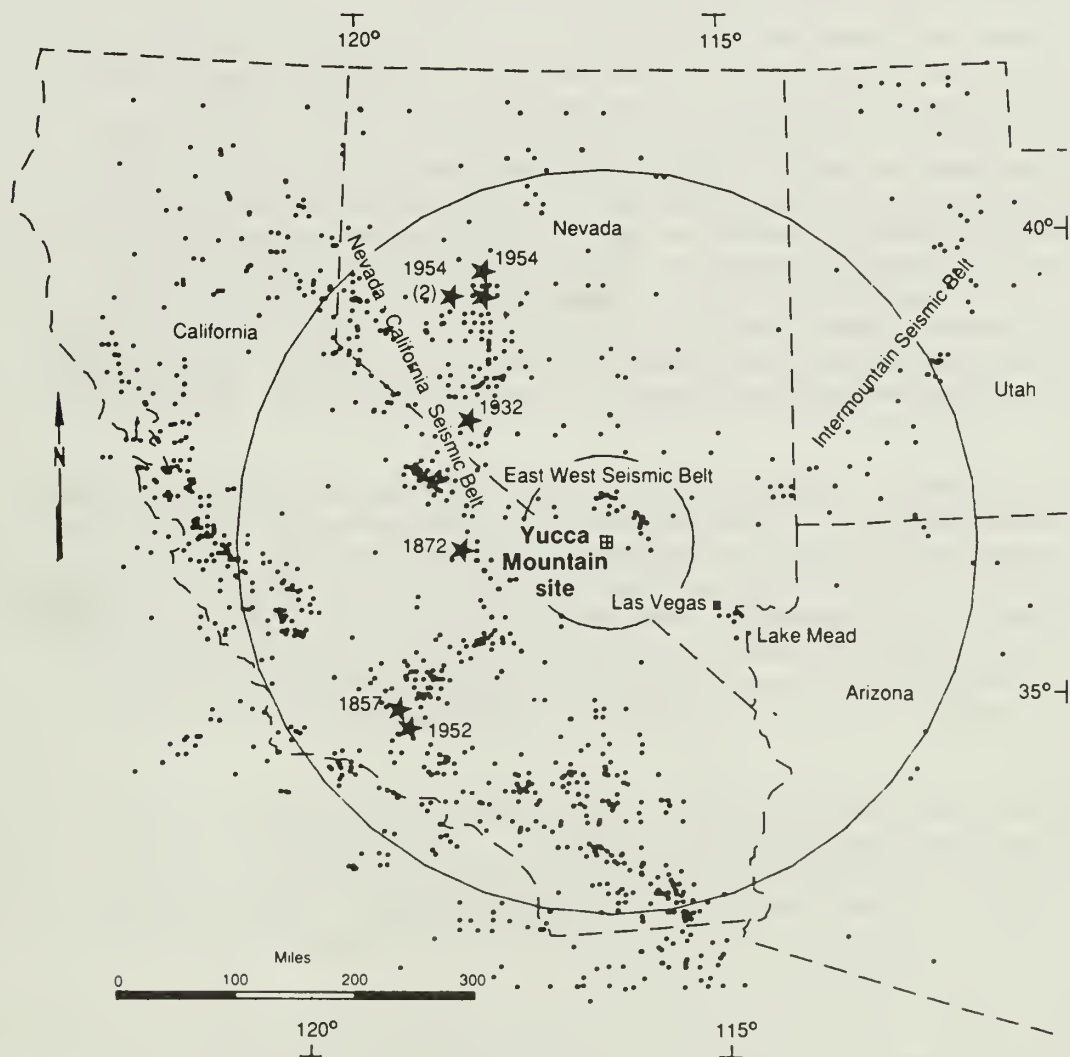 120°
115°
40°
Nevada
1954
1954
(2)
Nevada California Seismic Belt
California
Intermountain Seismic Belt
Utah
N
1932
East West Seismic Belt
1872
Yucca
Mountain
site
Las Vegas
Lake Mead
Arizona
35°
1857
1952
Miles
0 100 200 300
120°
115°